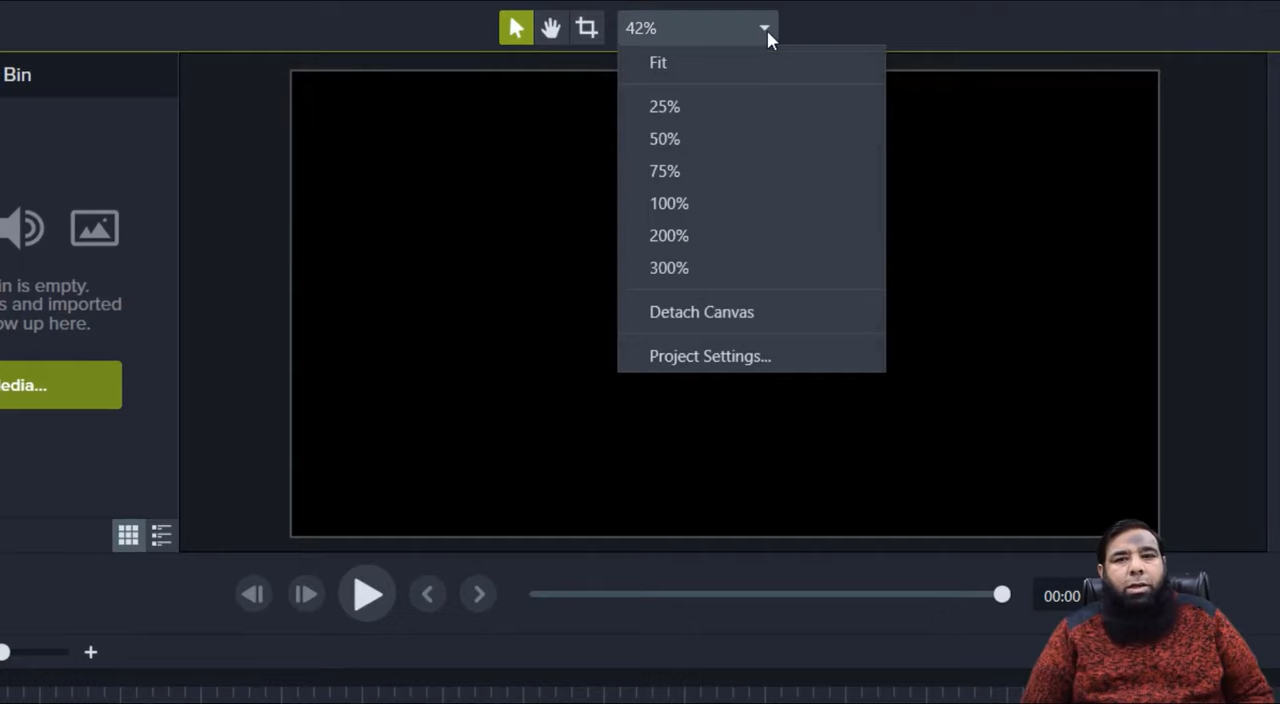 42%
Bin
Fit
25%
50%
75%
100%
200%
300%
in is empty.
s and imported
ow up here.
edia...
Detach Canvas
Project Settings...
00:00